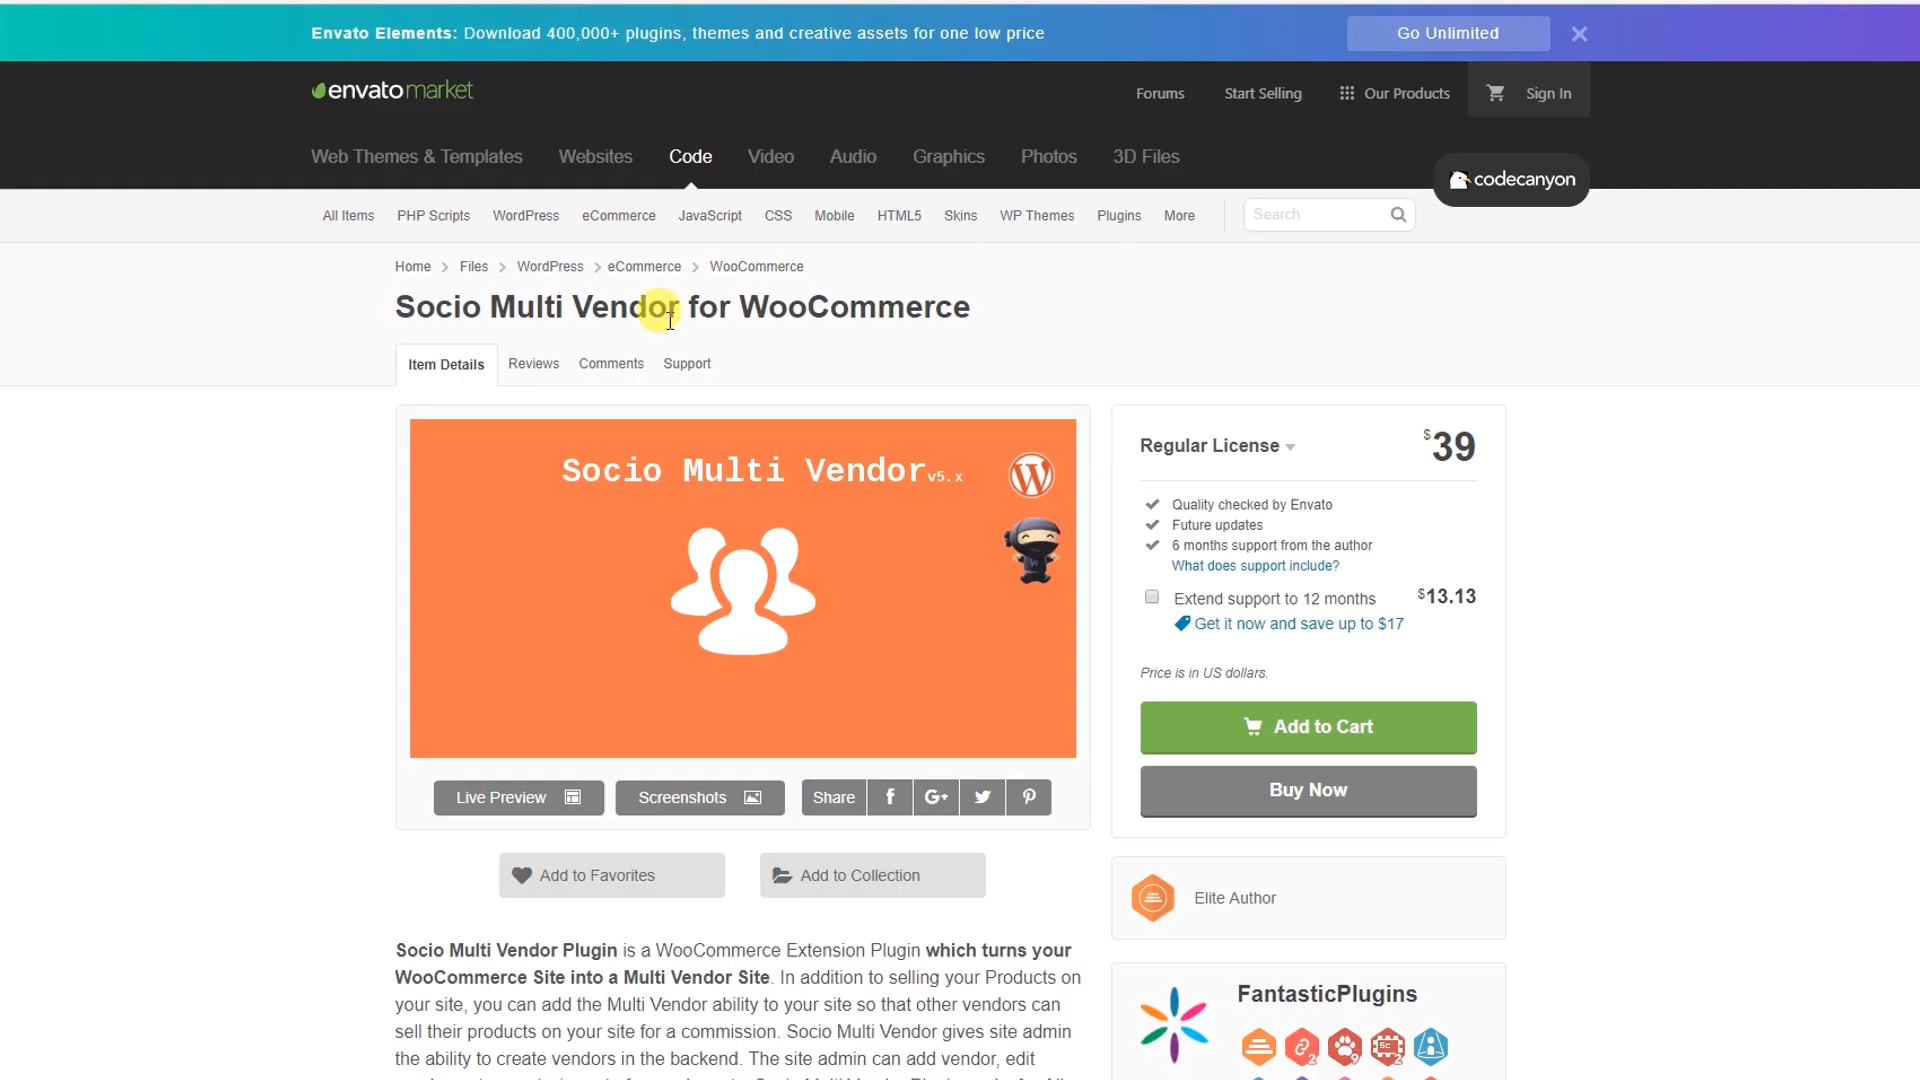 Envato Elements: Download 400,000+ plugins, themes and creative assets for one low price
Go Unlimited
envatomarket
Forums
Start Selling
Our Products
Sign In
Web Themes & Templates
Websites
Code
Video
Audio
Graphics
Photos
3D Files
codecanyon
All Items
PHP Scripts
WordPress
eCommerce
JavaScript
CSS
Mobile
HTML5
Skins
WP Themes
Plugins
More
Search
Home
Files
WordPress
eCommerce
WooCommerce
Socio Multi Vendor for WooCommerce
Item Details
Reviews
Comments
Support
Socio Multi Vendor v5.x
Live Preview
Screenshots
Share
Add to Favorites
Add to Collection
Socio Multi Vendor Plugin is a WooCommerce Extension Plugin which turns your
WooCommerce Site into a Multi Vendor Site. In addition to selling your Products on
your site, you can add the Multi Vendor ability to your site so that other vendors can
sell their products on your site for a commission. Socio Multi Vendor gives site admin
the ability to create vendors in the backend. The site admin can add vendor, edit
Regular License
$39
Quality checked by Envato
Future updates
6 months support from the author
What does support include?
Extend support to 12 months
$13.13
Get it now and save up to $17
Price is in US dollars.
Add to Cart
Buy Now
Elite Author
FantasticPlugins